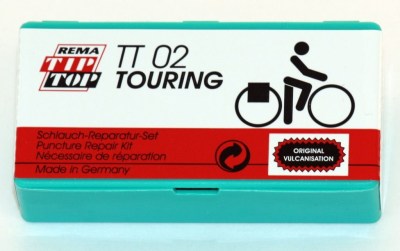 REMA
TIP
TOP
TT 02
TOURING
Schlauch-Reparatur-Set
Puncture Repair Kit
Nécessaire de réparation
Made in Germany
ORIGINAL
VULCANISATION